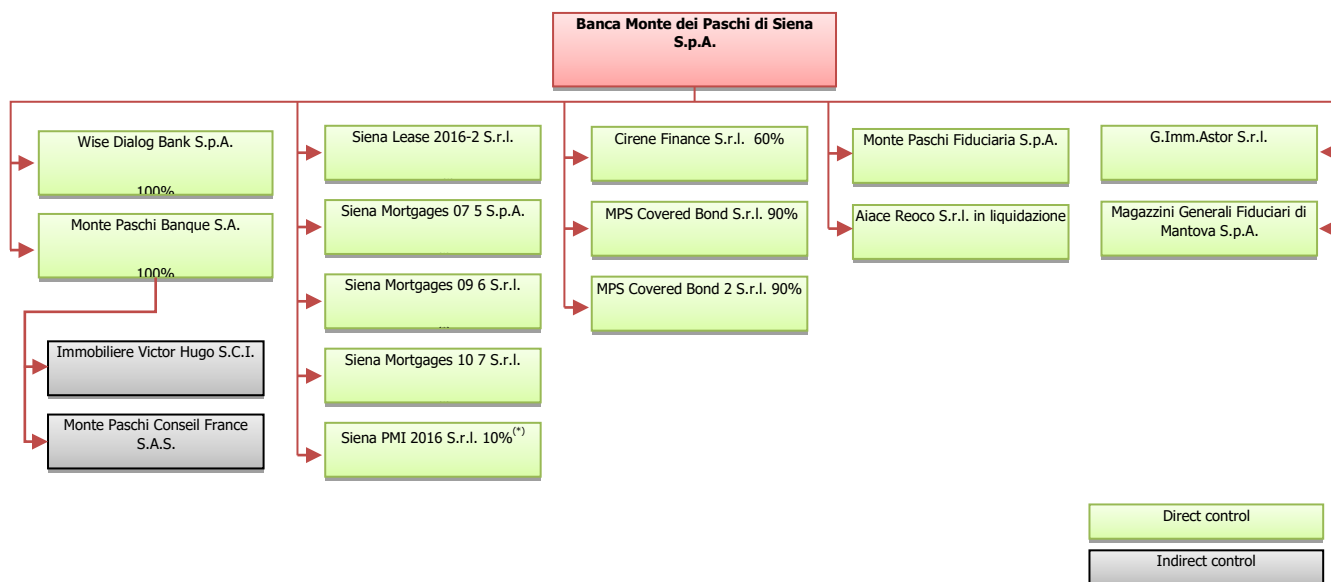 Banca Monte dei Paschi di Siena
S.p.A.
Wise Dialog Bank S.p.A.
100%
Monte Paschi Banque S.A.
100%
Immobiliere Victor Hugo S.C.I.
Monte Paschi Conseil France
S.A.S.
Siena Lease 2016-2 S.r.l.
Siena Mortgages 07 5 S.p.A.
Siena Mortgages 09 6 S.r.l.
Siena Mortgages 10 7 S.r.l.
Siena PMI 2016 S.r.l. 10%(*)
Cirene Finance S.r.l. 60%
MPS Covered Bond S.r.l. 90%
MPS Covered Bond 2 S.r.l. 90%
Monte Paschi Fiduciaria S.p.A.
Aiace Reoco S.r.l. in liquidazione
G.Imm.Astor S.r.l.
Magazzini Generali Fiduciari di
Mantova S.p.A.
Direct control
Indirect control